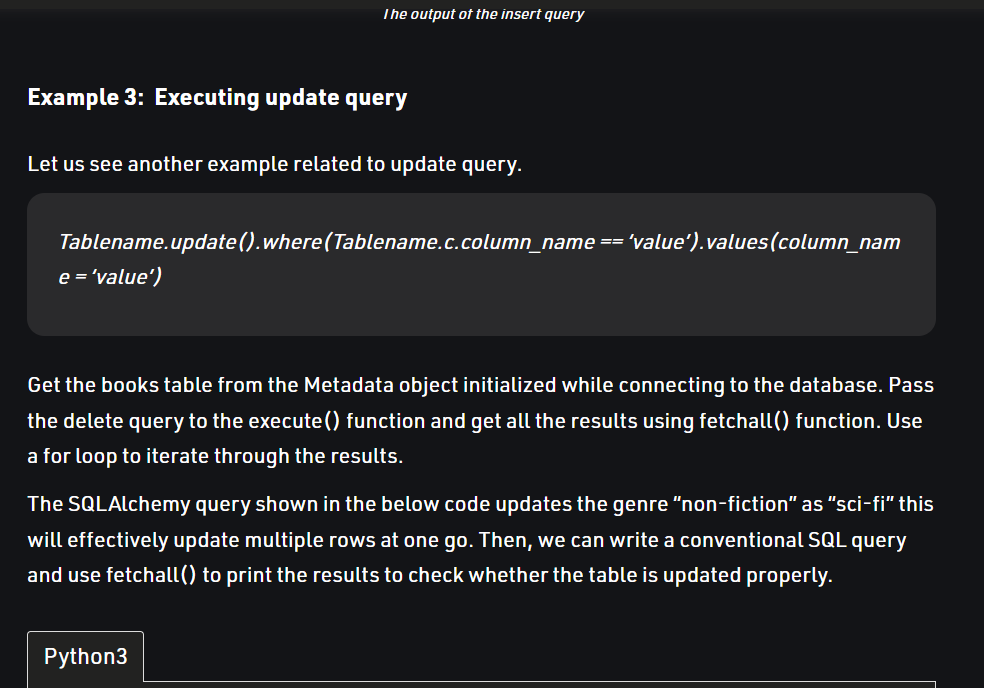 The output of the insert query
Example 3:  Executing update query
Let us see another example related to update query.
Tablename.update().where(Tablename.c.column_name == ’value’).values(column_nam
e = ’value’)
Get the books table from the Metadata object initialized while connecting to the database. Pass
the delete query to the execute() function and get all the results using fetchall() function. Use
a for loop to iterate through the results.
The SQLAlchemy query shown in the below code updates the genre “non-fiction” as “sci-fi” this
will effectively update multiple rows at one go. Then, we can write a conventional SQL query
and use fetchall() to print the results to check whether the table is updated properly.
Python3